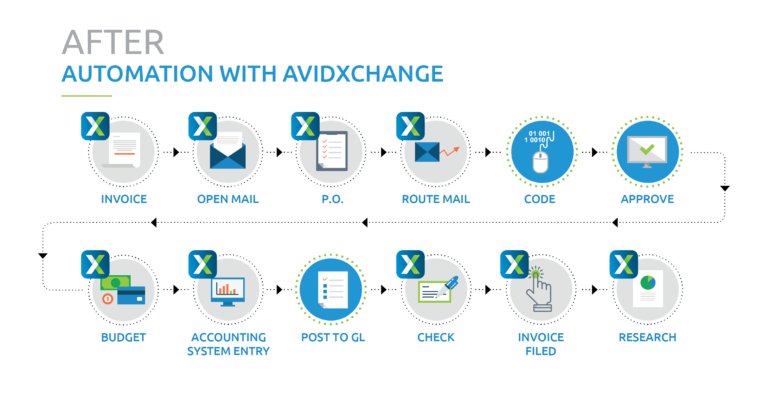 AFTER
AUTOMATION WITH AVIDXCHANGE
01 001
1 0010
INVOICE
OPEN MAIL
P.O.
ROUTE MAIL
CODE
APPROVE
BUDGET
ACCOUNTING
SYSTEM ENTRY
POST TO GL
CHECK
INVOICE
FILED
RESEARCH